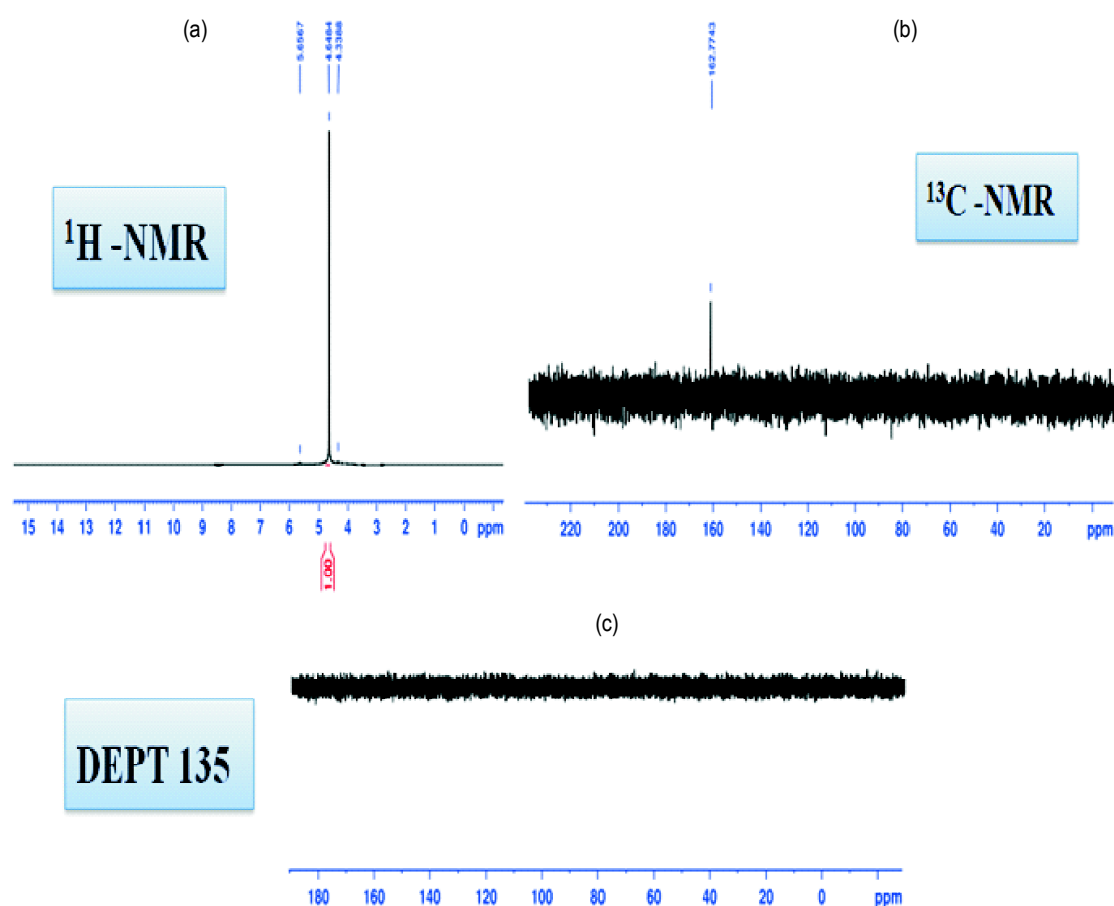 (a)
5.6567
4.6484
4.3388
¹H -NMR
15 14 13 12 11 10 9 8 7 6 5 4 3 2 1 0 ppm
1.00
(b)
162.7743
¹³C -NMR
220 200 180 160 140 120 100 80 60 40 20 ppm
(c)
DEPT 135
180 160 140 120 100 80 60 40 20 0 ppm